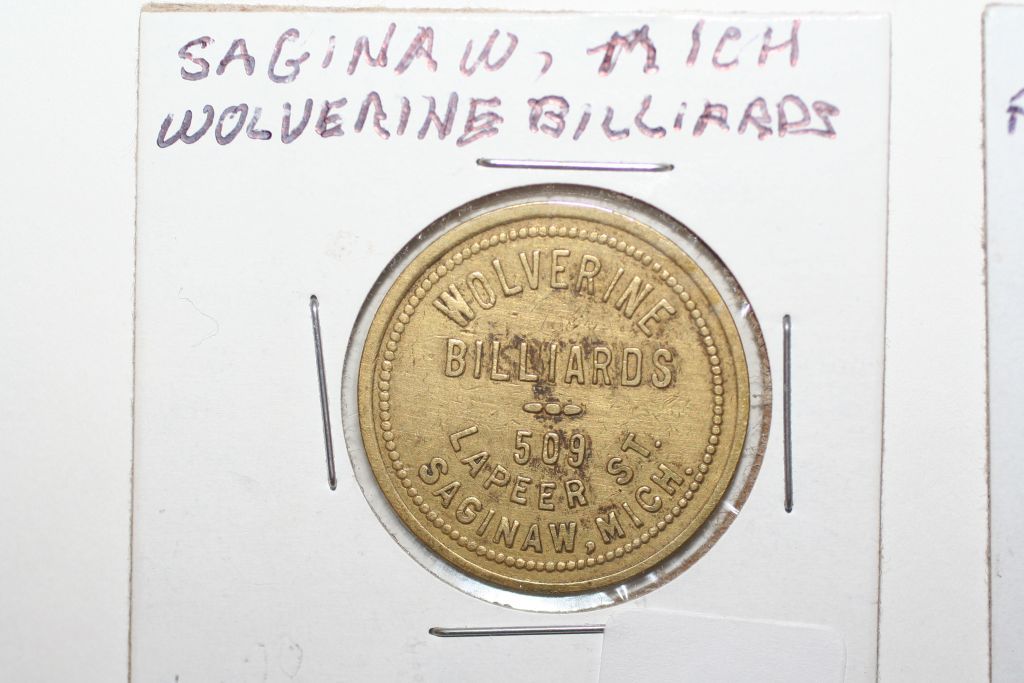 SAGINAW, MICH
WOLVERINE BILLIARDS
WOLVERINE
BILLIARDS
509
LAPEER ST.
SAGINAW, MICH.